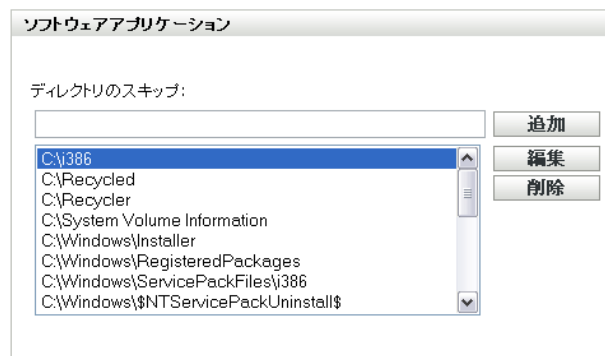 ソフトウェアアプリケーション
ディレクトリのスキップ:
追加
C:\i386
編集
C:\Recycled
削除
C:\Recycler
C:\System Volume Information
C:\Windows\Installer
C:\Windows\RegisteredPackages
C:\Windows\ServicePackFiles\i386
C:\Windows\$NTServicePackUninstall$